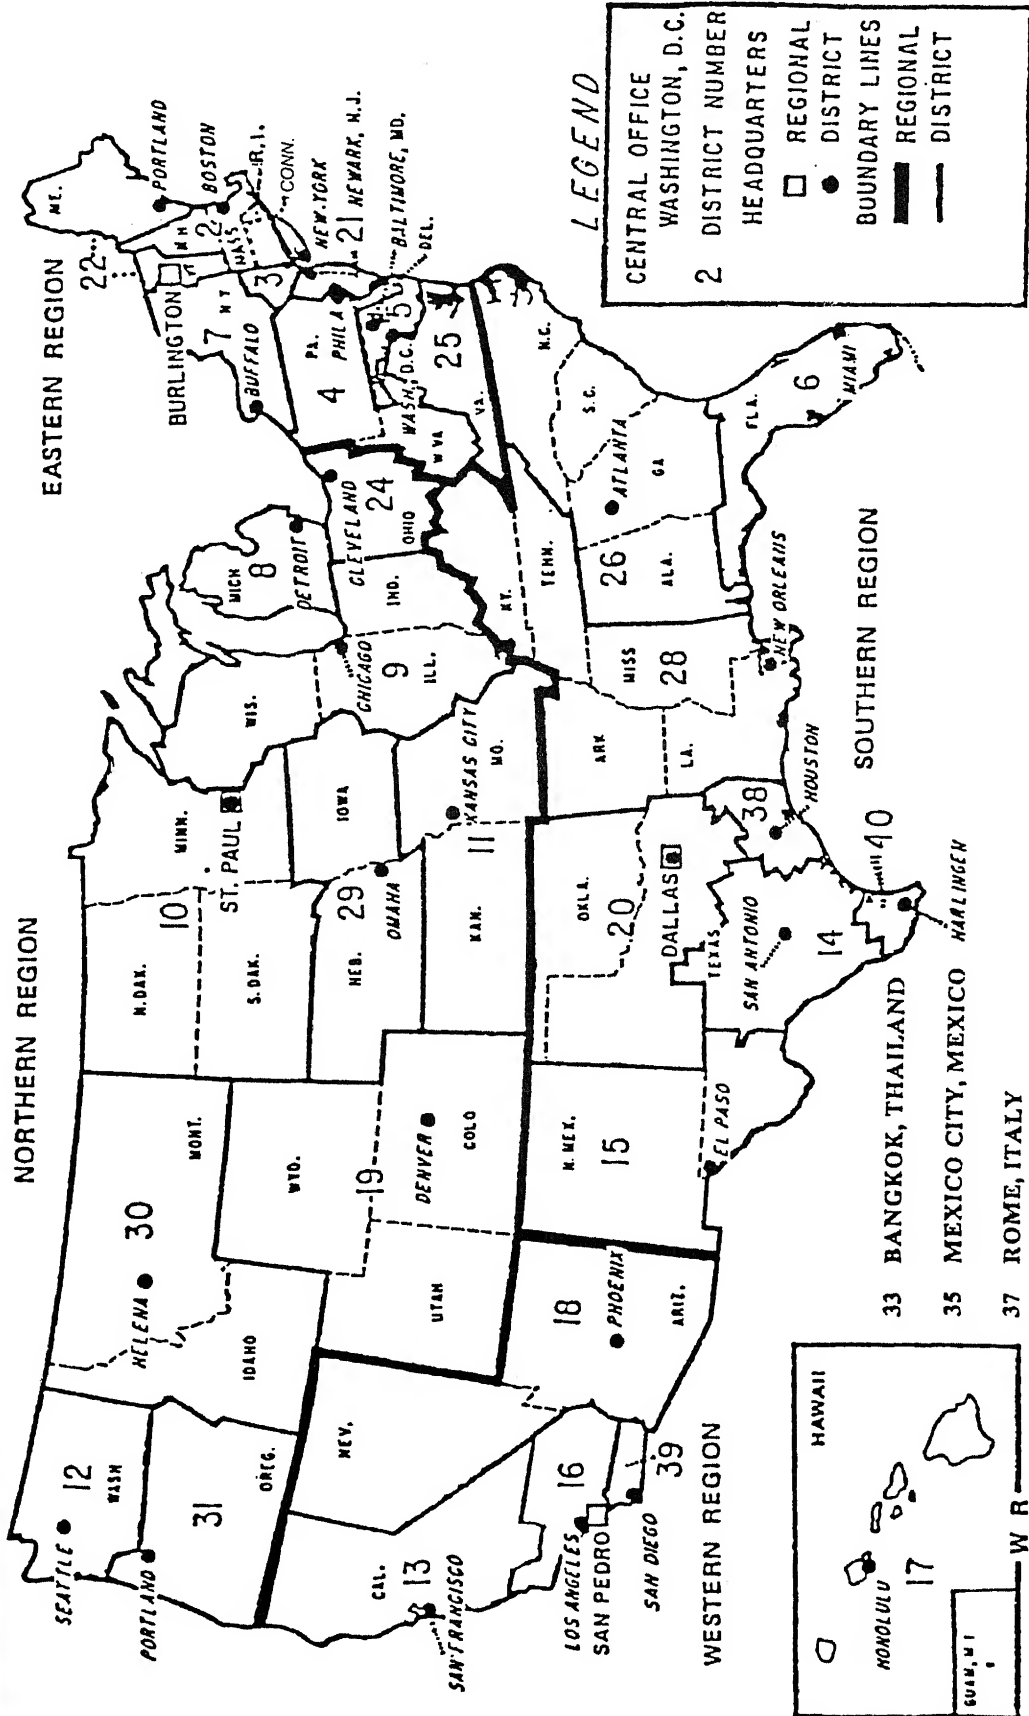 NORTHERN REGION
EASTERN REGION
SOUTHERN REGION
WESTERN REGION
SEATTLE
12
WASH
PORTLAND
31
OREG.
HELENA
30
MONT.
IDAHO
WYO.
19
DENVER
COLO
UTAH
NEV.
CAL.
13
SAN FRANCISCO
LOS ANGELES
SAN PEDRO
16
SAN DIEGO
39
18
PHOENIX
ARIZ.
N. MEX.
15
EL PASO
N. DAK.
10
MINN.
S. DAK.
ST. PAUL
NEB.
29
OMAHA
IOWA
KAN.
11
KANSAS CITY
MO.
WIS.
CHICAGO
9
ILL.
MICH
8
DETROIT
IND.
CLEVELAND
24
OHIO
OKLA.
20
DALLAS
TEXAS
SAN ANTONIO
14
38
HOUSTON
40
HARLINGEN
ARK
LA.
MISS
28
NEW ORLEANS
KY.
TENN.
26
ALA.
ATLANTA
GA
S.C.
N.C.
FLA.
6
MIAMI
VA.
25
W VA
WASH, D.C.
5
PA.
4
PHILA
BUFFALO
7
N Y
BURLINGTON
22
ME.
PORTLAND
N H
2
BOSTON
MASS
3
R.I.
CONN.
NEW YORK
21 NEWARK, N.J.
BALTIMORE, MD.
DEL.
LEGEND
CENTRAL OFFICE
WASHINGTON, D.C.
2 DISTRICT NUMBER
HEADQUARTERS
REGIONAL
DISTRICT
BOUNDARY LINES
REGIONAL
DISTRICT
33 BANGKOK, THAILAND
35 MEXICO CITY, MEXICO
37 ROME, ITALY
HAWAII
HONOLULU
17
GUAM, M I
W R